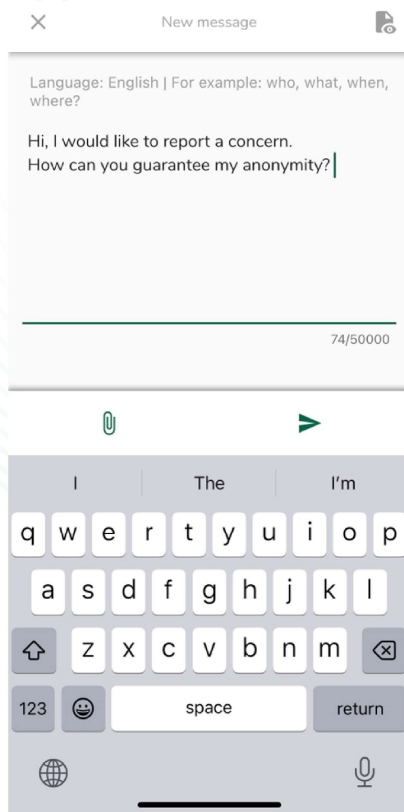 New message
Language: English | For example: who, what, when,
where?
Hi, I would like to report a concern.
How can you guarantee my anonymity?
74/50000
I The I'm
q w e r t y u i o p
a s d f g h j k l
z x c v b n m
123 space return